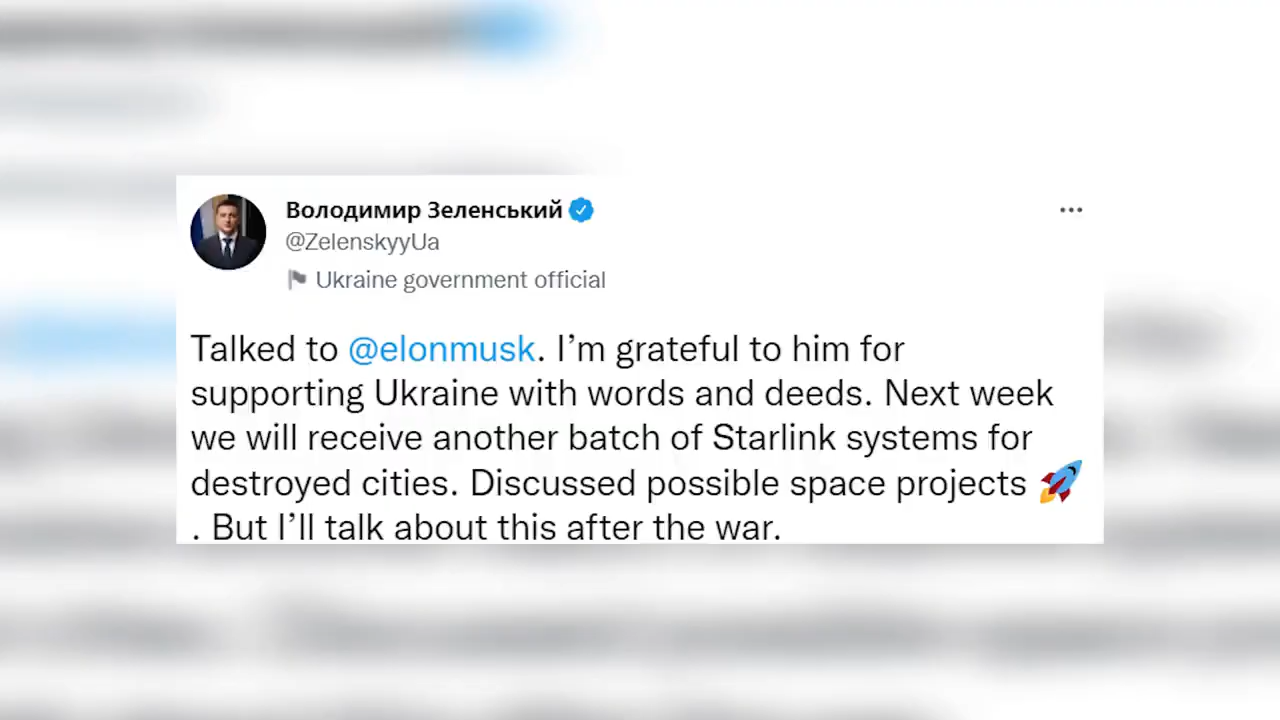 Володимир Зеленський
@ZelenskyyUa
Ukraine government official
Talked to @elonmusk. I’m grateful to him for
supporting Ukraine with words and deeds. Next week
we will receive another batch of Starlink systems for
destroyed cities. Discussed possible space projects 🚀
. But I’ll talk about this after the war.